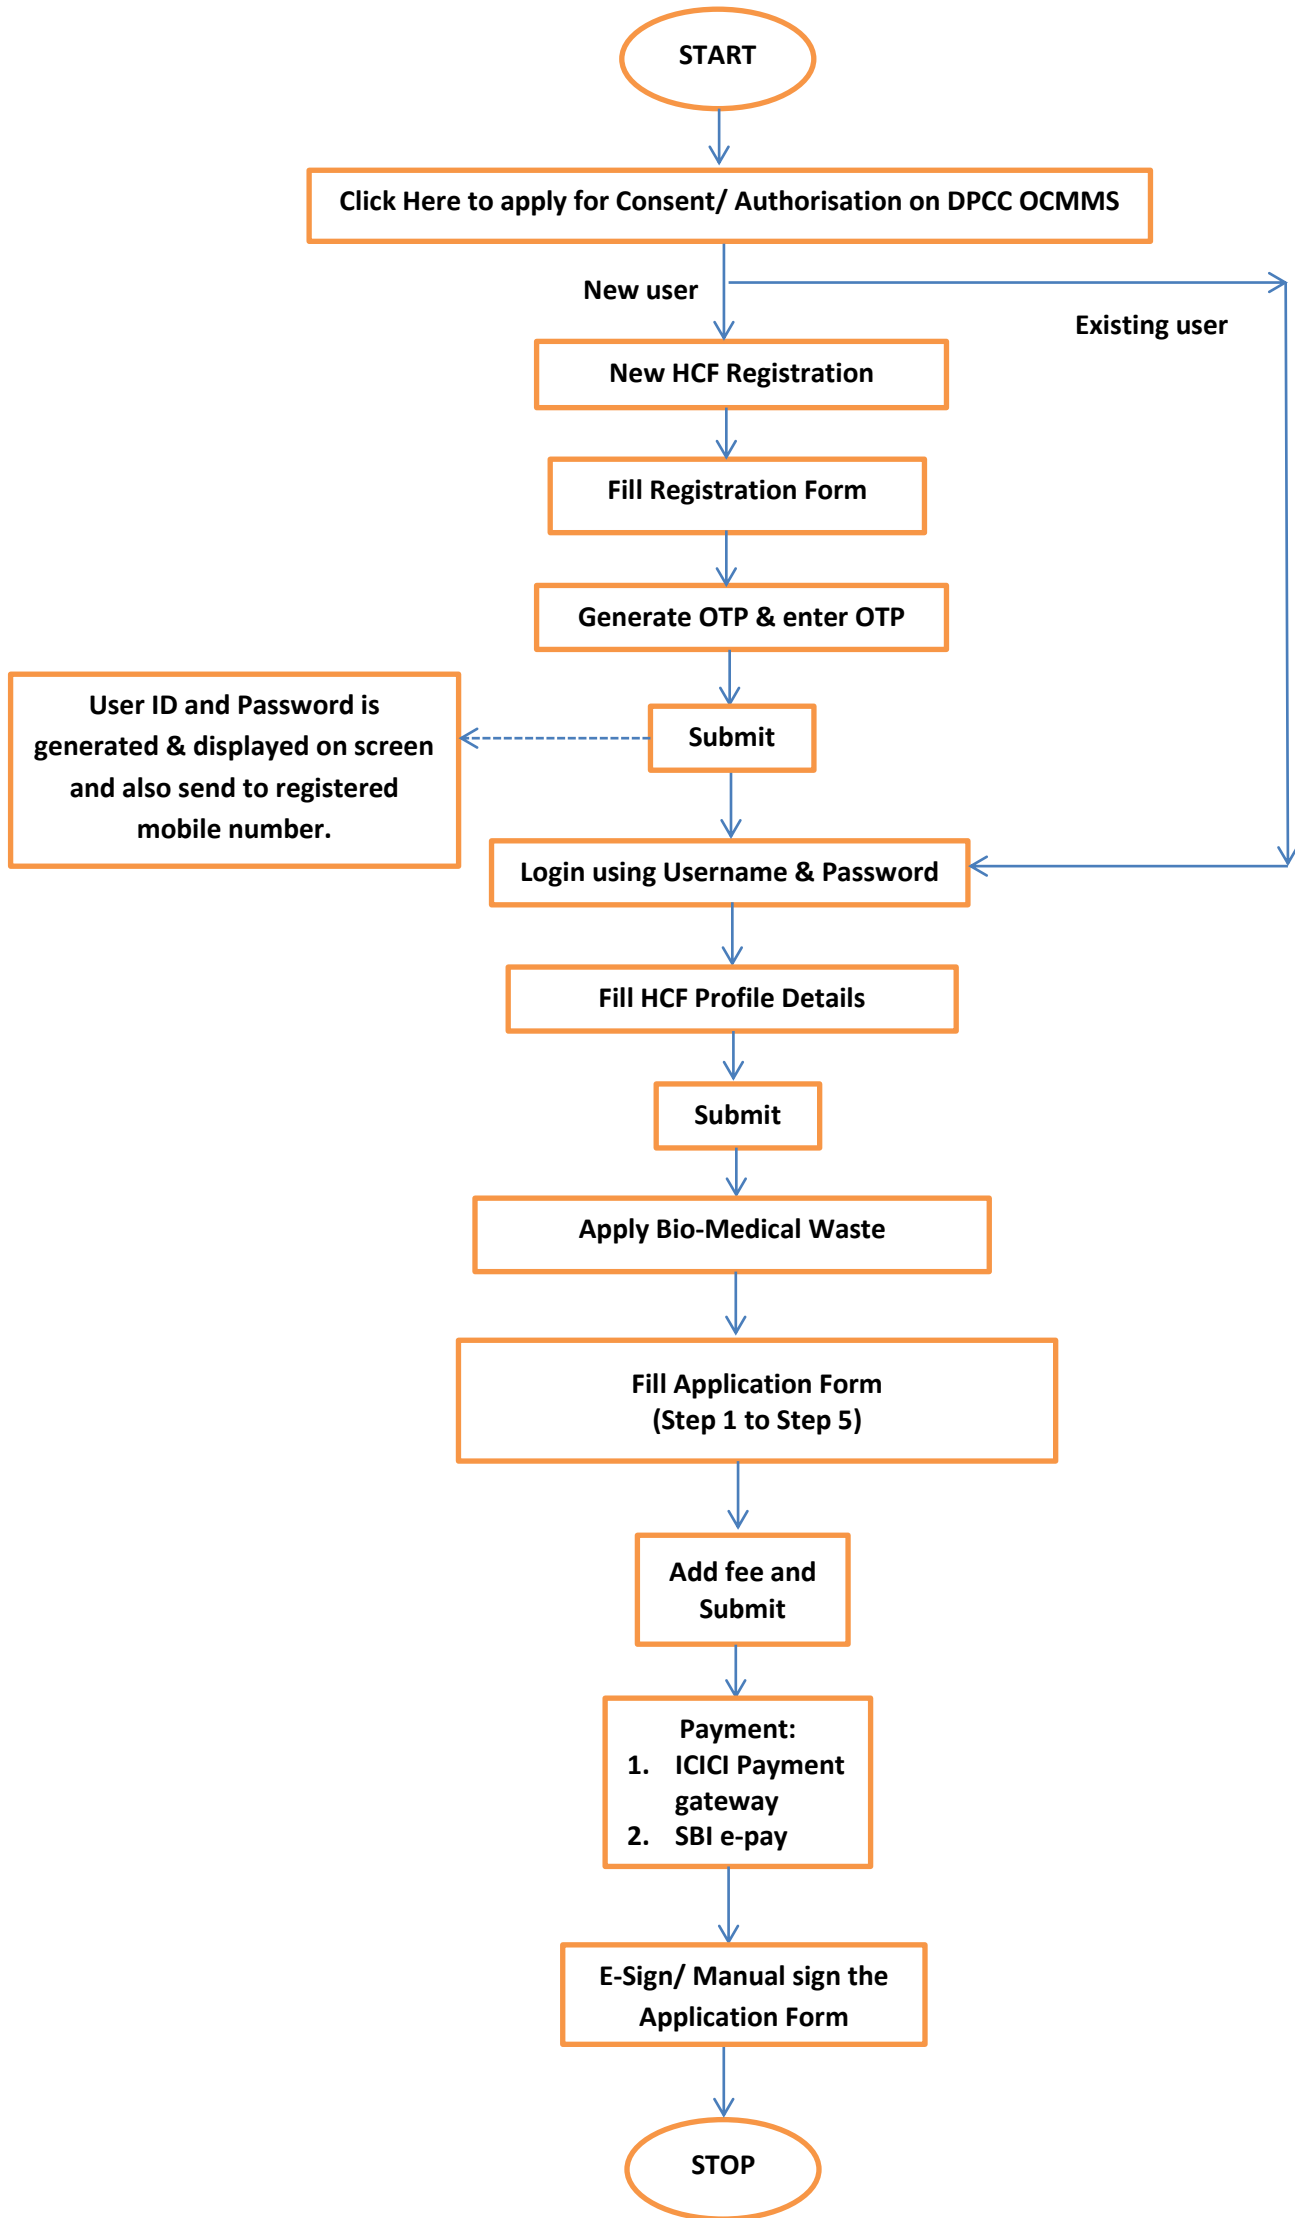 START
Click Here to apply for Consent/ Authorisation on DPCC OCMMS
New user
Existing user
New HCF Registration
Fill Registration Form
Generate OTP & enter OTP
User ID and Password is
generated & displayed on screen
and also send to registered
mobile number.
Submit
Login using Username & Password
Fill HCF Profile Details
Submit
Apply Bio-Medical Waste
Fill Application Form
(Step 1 to Step 5)
Add fee and
Submit
Payment:
1. ICICI Payment
gateway
2. SBI e-pay
E-Sign/ Manual sign the
Application Form
STOP